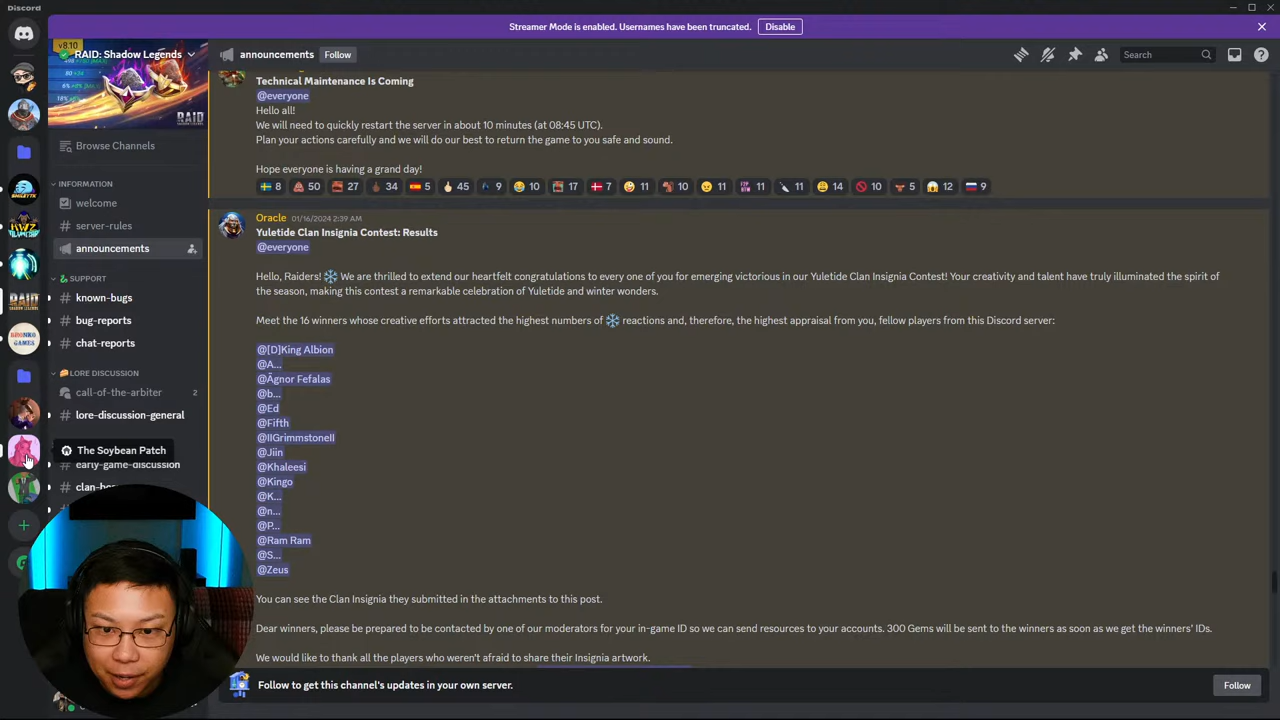 Discord
Streamer Mode is enabled. Usernames have been truncated.
Disable
v8.10
RAID: Shadow Legends
RAID
announcements
Follow
Search
Browse Channels
INFORMATION
welcome
server-rules
announcements
SUPPORT
known-bugs
bug-reports
chat-reports
LORE DISCUSSION
call-of-the-arbiter
2
lore-discussion-general
The Soybean Patch
early-game-discussion
Technical Maintenance Is Coming
@everyone
Hello all!
We will need to quickly restart the server in about 10 minutes (at 08:45 UTC).
Plan your actions carefully and we will do our best to return the game to you safe and sound.
Hope everyone is having a grand day!
8 50 27 34 5 45 9 10 17 7 11 10 11 11 11 14 10 5 12 9
Oracle 01/16/2024 2:39 AM
Yuletide Clan Insignia Contest: Results
@everyone
Hello, Raiders! ❄️ We are thrilled to extend our heartfelt congratulations to every one of you for emerging victorious in our Yuletide Clan Insignia Contest! Your creativity and talent have truly illuminated the spirit of
the season, making this contest a remarkable celebration of Yuletide and winter wonders.
Meet the 16 winners whose creative efforts attracted the highest numbers of ❄️ reactions and, therefore, the highest appraisal from you, fellow players from this Discord server:
@[D]King Albion
@A...
@Āgnor Fefalas
@b...
@Ed
@Fifth
@IIGrimmstoneII
@Jiin
@Khaleesi
@Kingo
@K...
@n...
@P...
@Ram Ram
@S...
@Zeus
You can see the Clan Insignia they submitted in the attachments to this post.
Dear winners, please be prepared to be contacted by one of our moderators for your in-game ID so we can send resources to your accounts. 300 Gems will be sent to the winners as soon as we get the winners' IDs.
We would like to thank all the players who weren't afraid to share their Insignia artwork.
Follow to get this channel's updates in your own server.
Follow